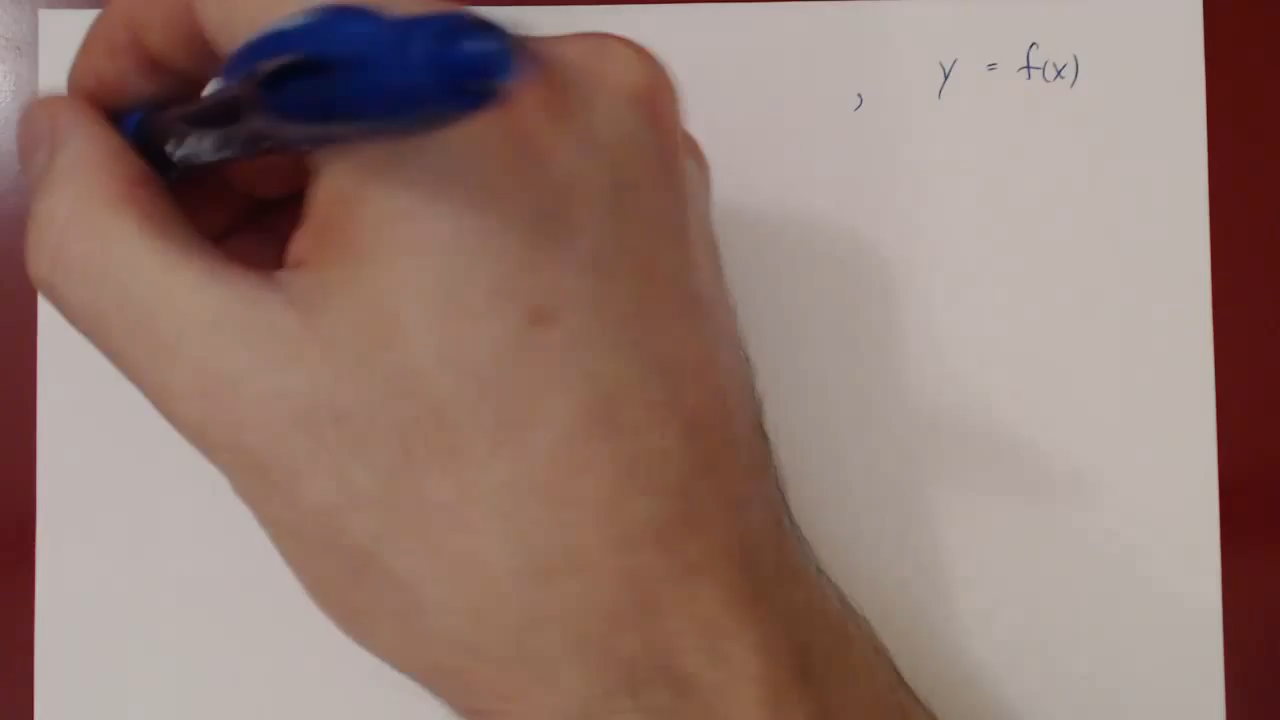 , y = f(x)